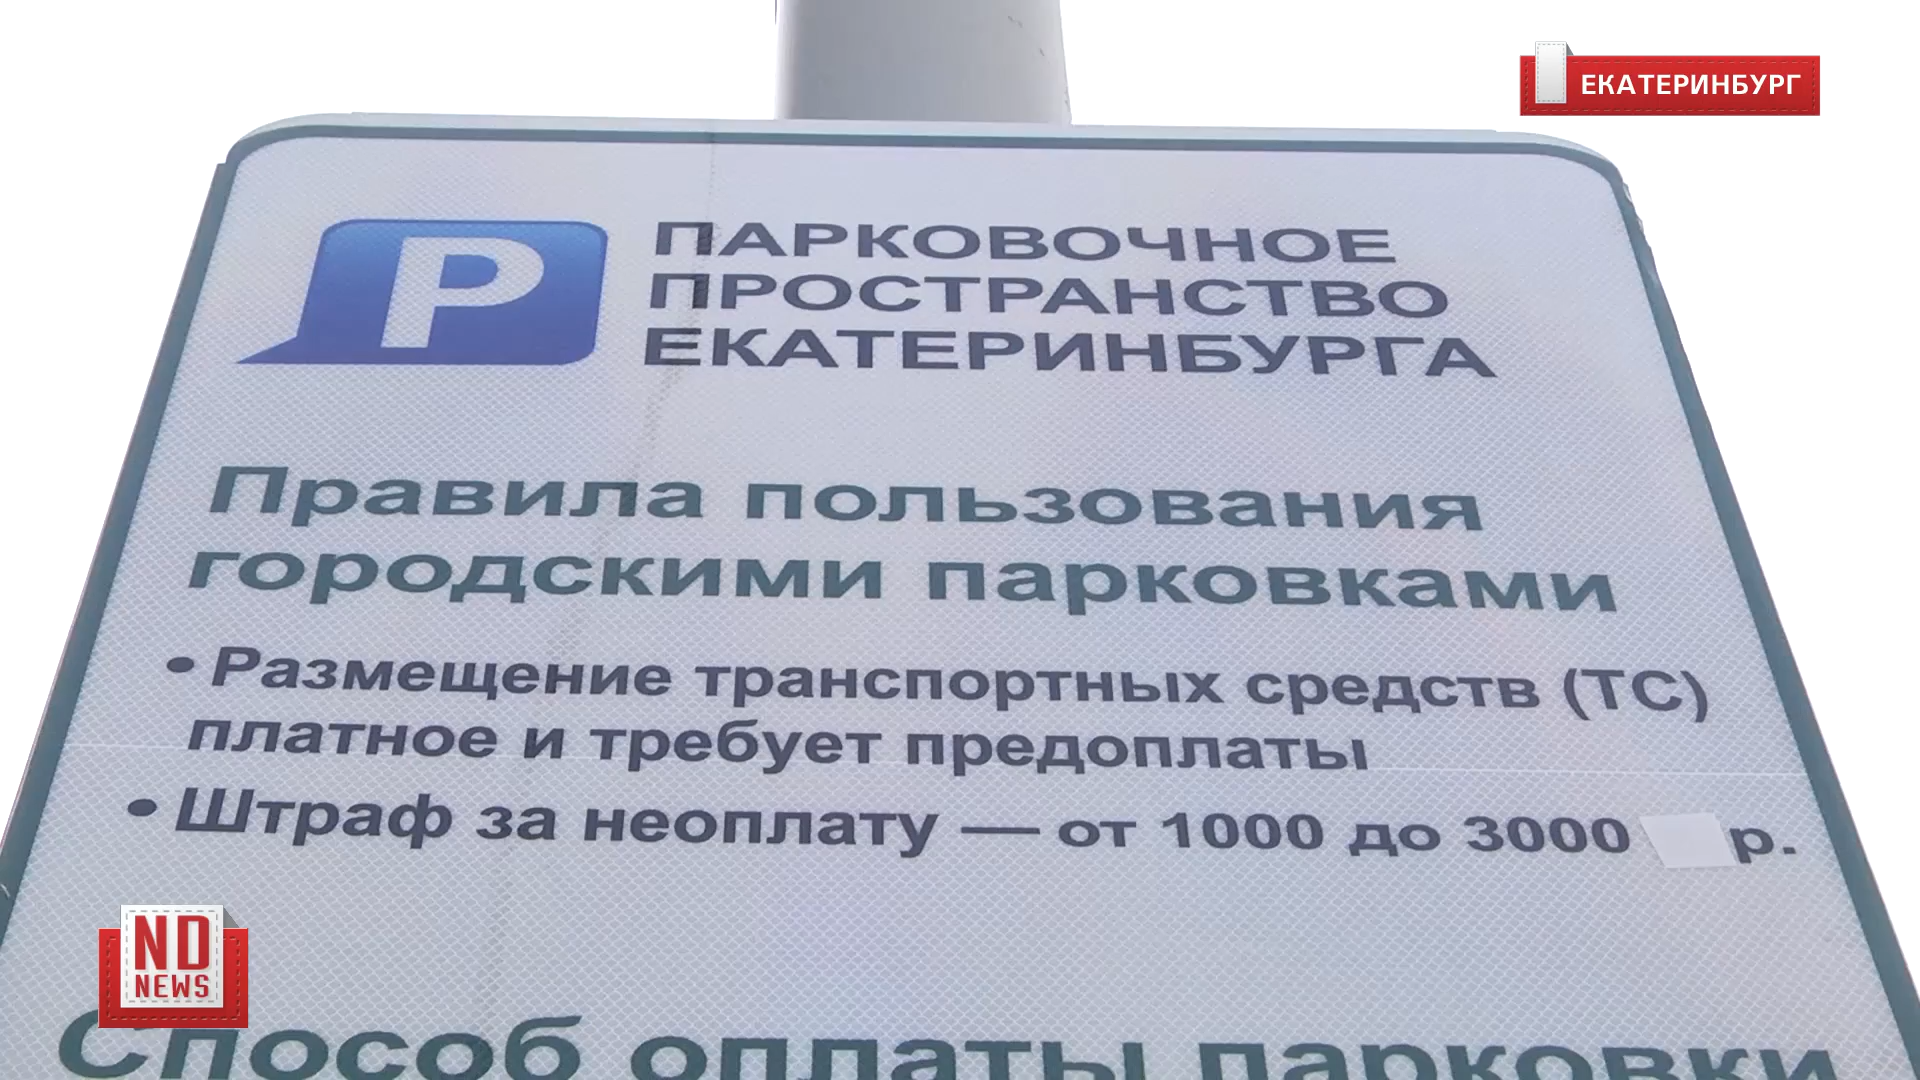 ЕКАТЕРИНБУРГ
P ПАРКОВОЧНОЕ
ПРОСТРАНСТВО
ЕКАТЕРИНБУРГА
Правила пользования
городскими парковками
• Размещение транспортных средств (ТС)
платное и требует предоплаты
• Штраф за неоплату — от 1000 до 3000 р.
ND
NEWS
Способ оплаты парковки